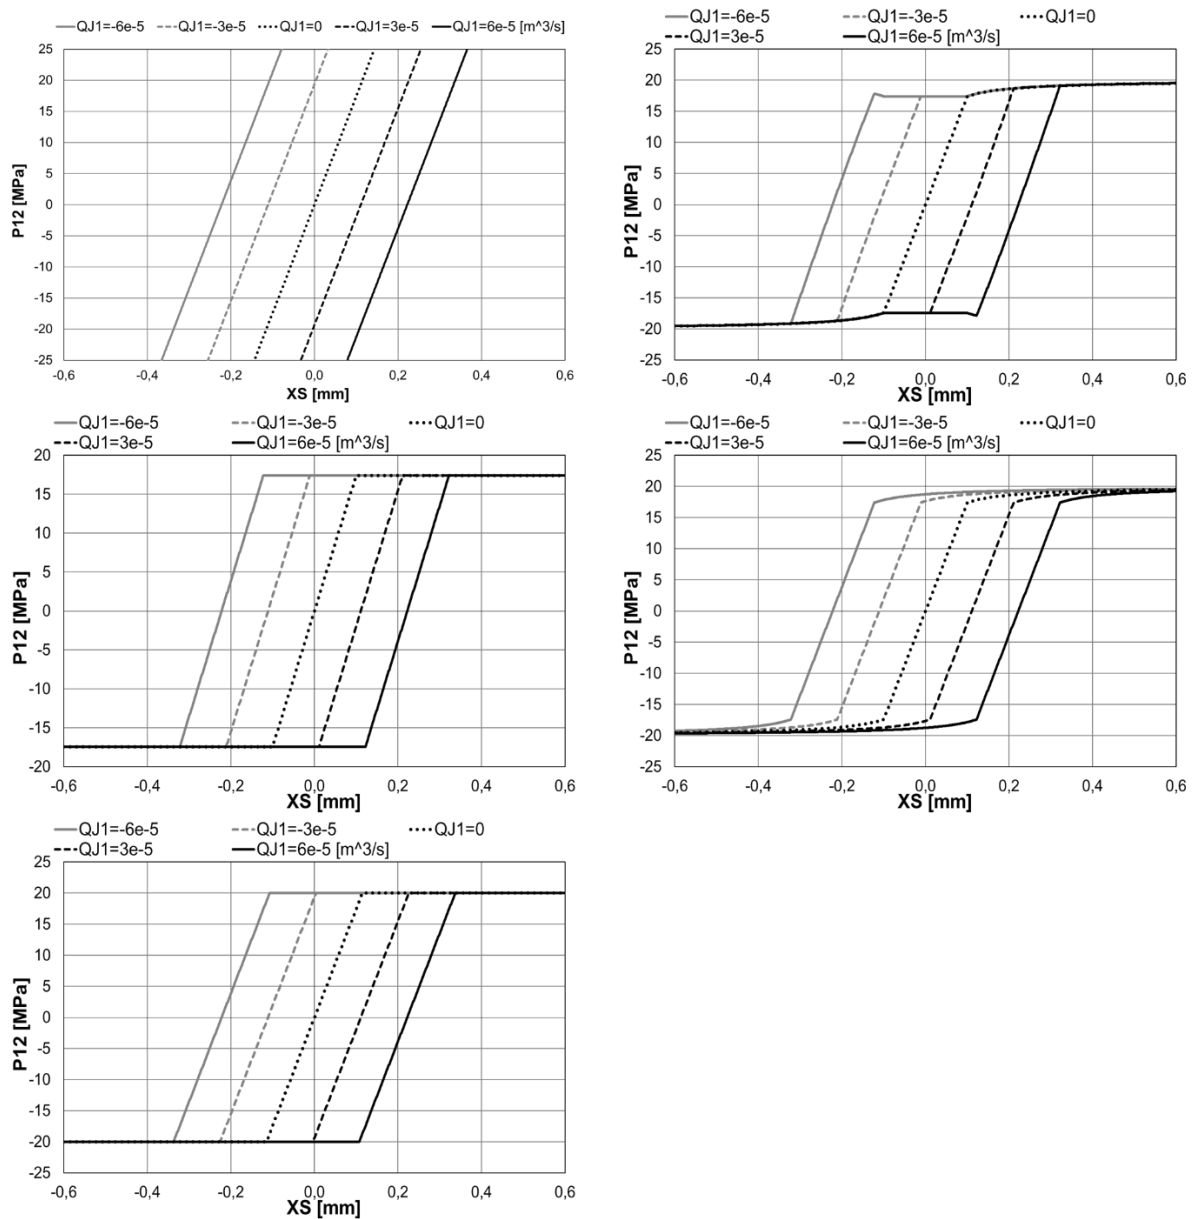 QJ1=-6e-5 QJ1=-3e-5 QJ1=0 QJ1=3e-5 QJ1=6e-5 [m^3/s]
25
20
15
10
5
0
-5
-10
-15
-20
-25
P12 [MPa]
-0,6 -0,4 -0,2 0,0 0,2 0,4 0,6
XS [mm]
QJ1=-6e-5 QJ1=-3e-5 QJ1=0
QJ1=3e-5 QJ1=6e-5 [m^3/s]
25
20
15
10
5
0
-5
-10
-15
-20
-25
P12 [MPa]
-0,6 -0,4 -0,2 0,0 0,2 0,4 0,6
XS [mm]
QJ1=-6e-5 QJ1=-3e-5 QJ1=0
QJ1=3e-5 QJ1=6e-5 [m^3/s]
20
15
10
5
0
-5
-10
-15
-20
P12 [MPa]
-0,6 -0,4 -0,2 0,0 0,2 0,4 0,6
XS [mm]
QJ1=-6e-5 QJ1=-3e-5 QJ1=0
QJ1=3e-5 QJ1=6e-5 [m^3/s]
25
20
15
10
5
0
-5
-10
-15
-20
-25
P12 [MPa]
-0,6 -0,4 -0,2 0,0 0,2 0,4 0,6
XS [mm]
QJ1=-6e-5 QJ1=-3e-5 QJ1=0
QJ1=3e-5 QJ1=6e-5 [m^3/s]
25
20
15
10
5
0
-5
-10
-15
-20
-25
P12 [MPa]
-0,6 -0,4 -0,2 0,0 0,2 0,4 0,6
XS [mm]